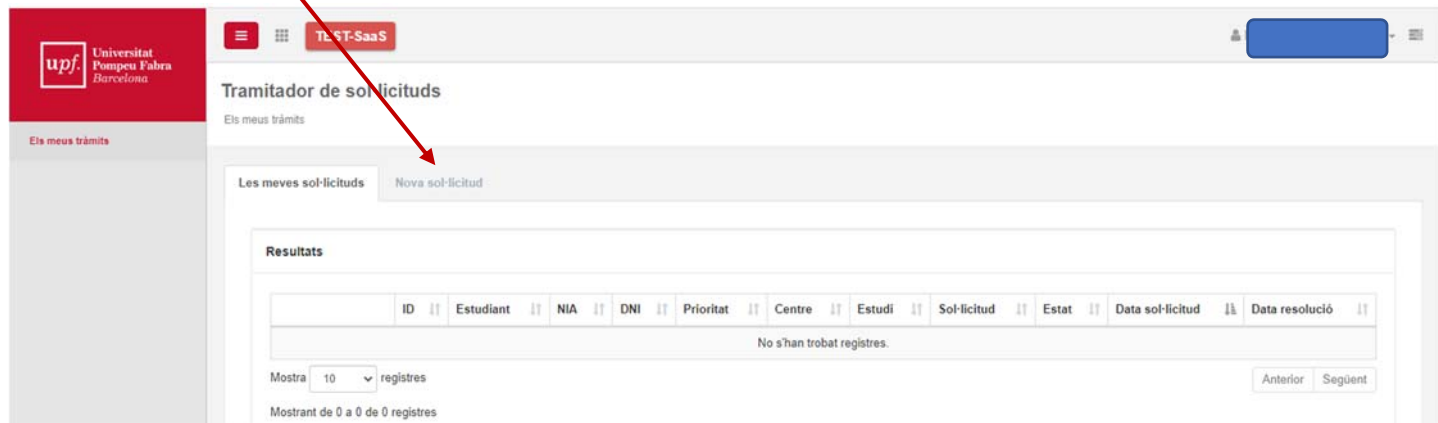 upf.
Universitat
Pompeu Fabra
Barcelona
TEST-SaaS
Tramitador de sol·licituds
Els meus tràmits
Els meus tràmits
Les meves sol·licituds Nova sol·licitud
Resultats
ID Estudiant NIA DNI Prioritat Centre Estudi Sol·licitud Estat Data sol·licitud Data resolució
No s'han trobat registres.
Mostra 10 registres
Anterior Següent
Mostrant de 0 a 0 de 0 registres